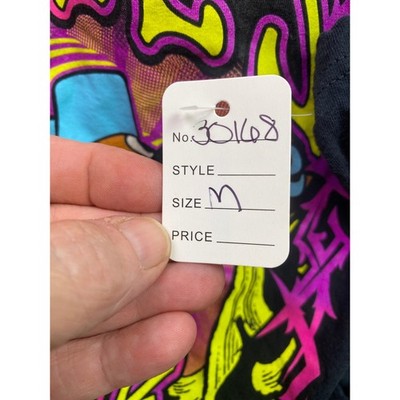 No. 30168
STYLE
SIZE M
PRICE